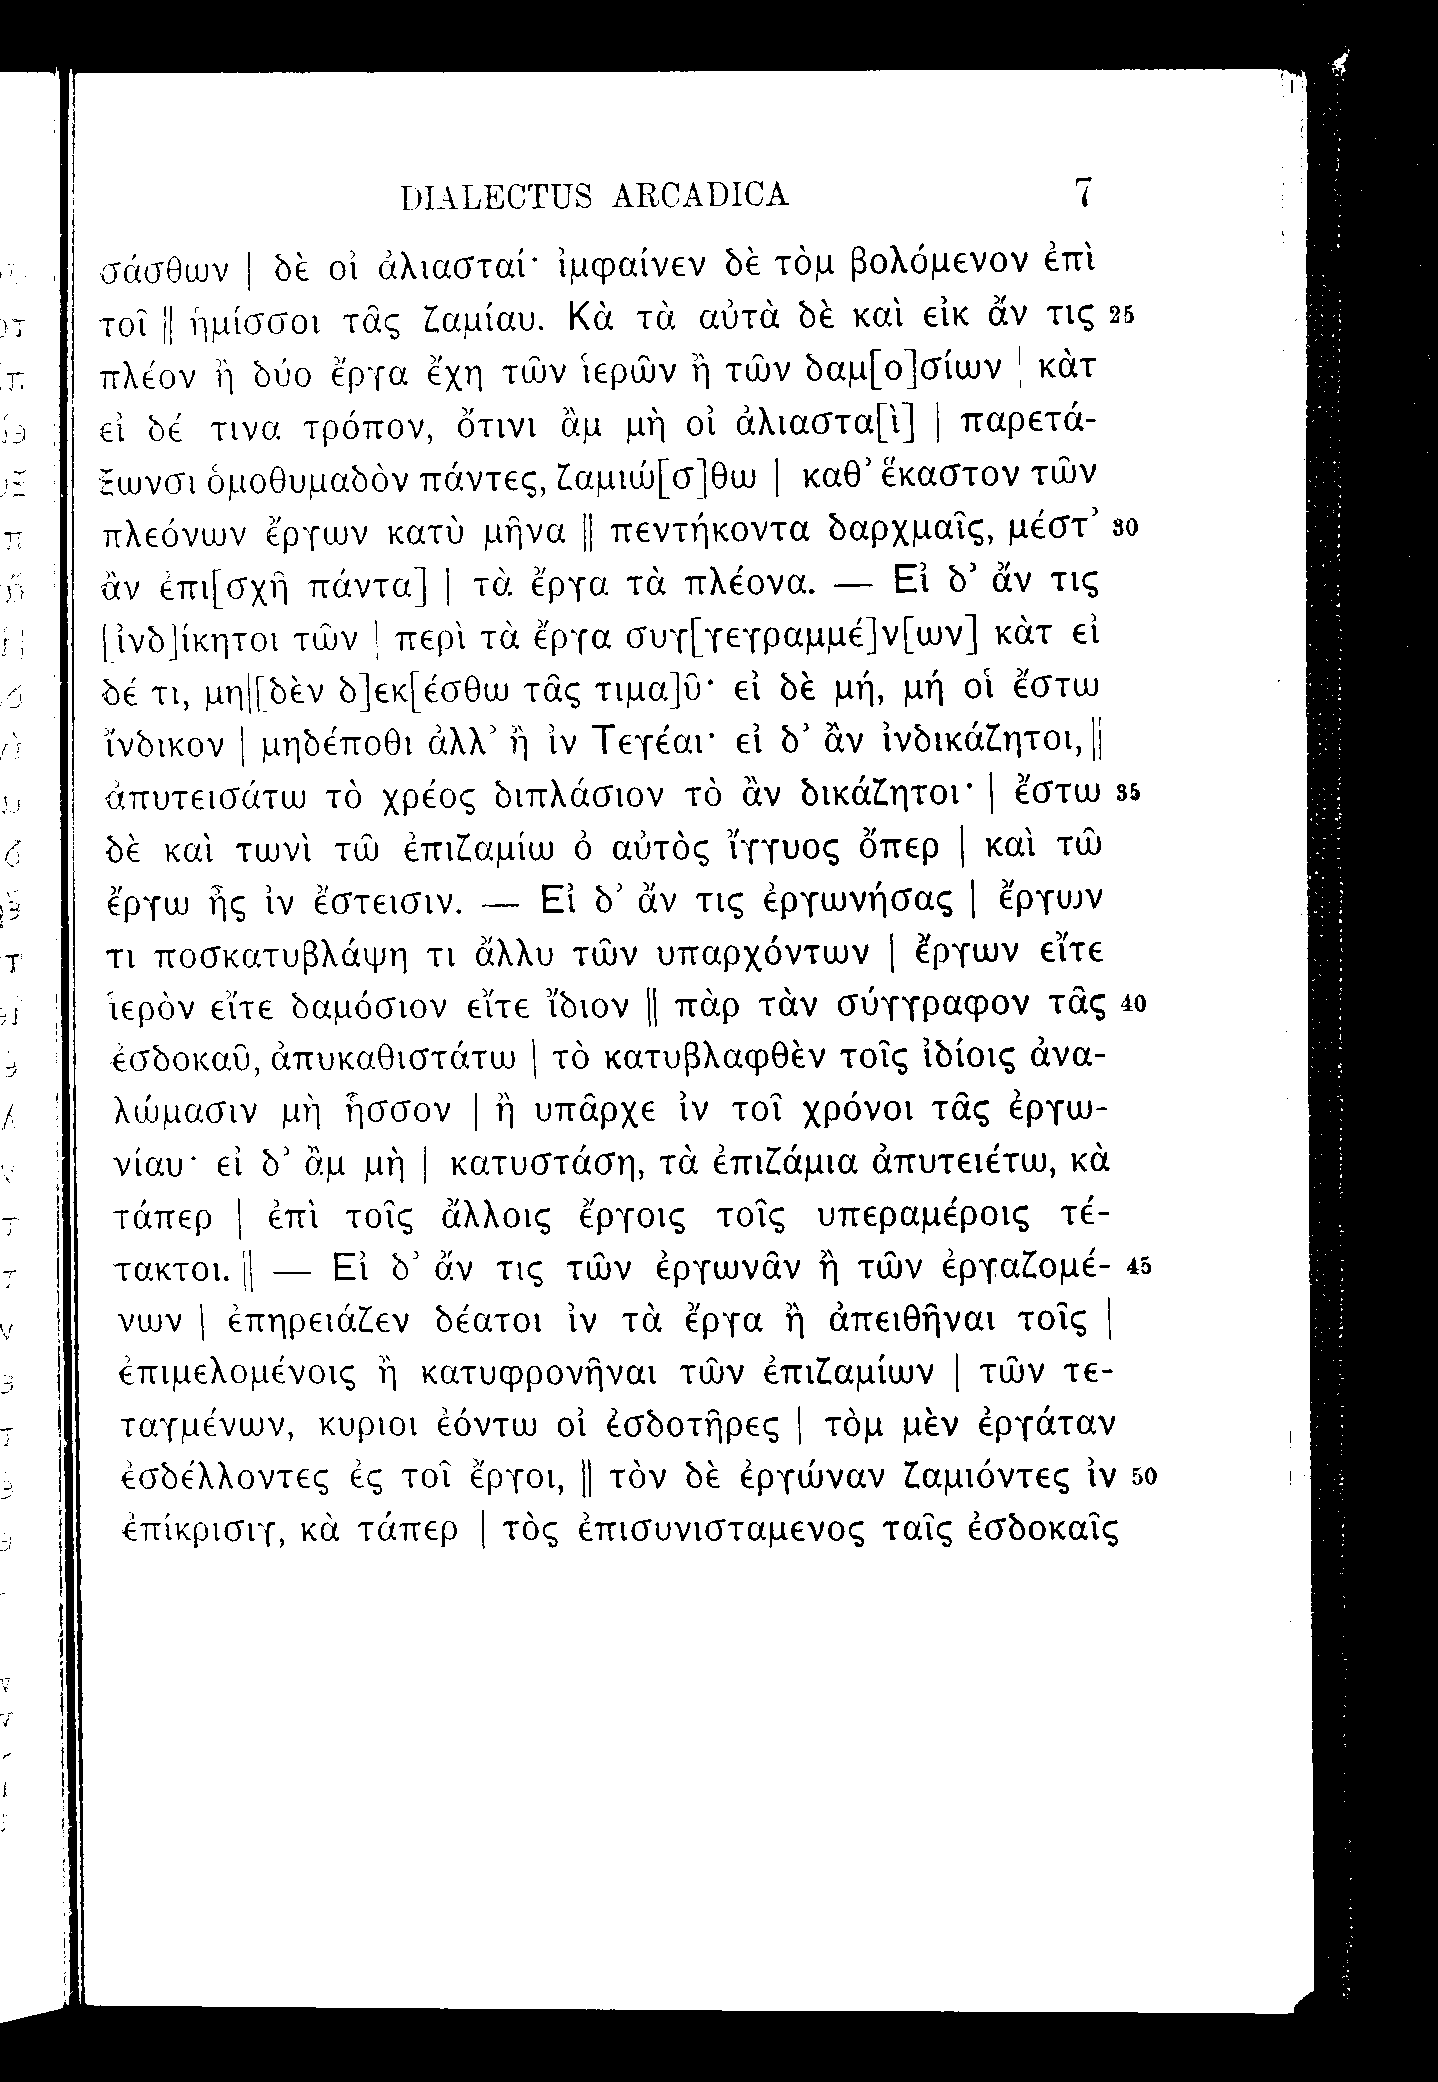 DIALECTUS ARCADICA 7
σάσθων | δὲ οἱ ἁλιασταί· ἰμφαίνεν δὲ τὸμ βολόμενον ἐπὶ
τοῖ || ἡμίσσοι τᾶς ζαμίαυ. Κὰ τὰ αὐτὰ δὲ καὶ εἰκ ἄν τις 25
πλέον ἢ δύο ἔργα ἔχη τῶν ἱερῶν ἢ τῶν δαμ[ο]σίων | κὰτ
εἰ δέ τινα τρόπον, ὅτινι ἂμ μὴ οἱ ἁλιαστα[ὶ] | παρετά-
ξωνσι ὁμοθυμαδὸν πάντες, ζαμιώ[σ]θω | καθ᾽ ἕκαστον τῶν
πλεόνων ἔργων κατὺ μῆνα || πεντήκοντα δαρχμαῖς, μέστ᾽ 30
ἂν ἐπι[σχῆ πάντα] | τὰ ἔργα τὰ πλέονα. — Εἰ δ᾽ ἄν τις
[ἰνδ]ίκητοι τῶν | περὶ τὰ ἔργα συγ[γεγραμμέ]ν[ων] κὰτ εἰ
δέ τι, μη|[δὲν δ]εκ[έσθω τᾶς τιμα]ῦ· εἰ δὲ μή, μή οἱ ἔστω
ἴνδικον | μηδέποθι ἀλλ᾽ ἢ ἰν Τεγέαι· εἰ δ᾽ ἂν ἰνδικάζητοι, ||
ἀπυτεισάτω τὸ χρέος διπλάσιον τὸ ἂν δικάζητοι· | ἔστω 35
δὲ καὶ τωνὶ τῶ ἐπιζαμίω ὁ αὐτὸς ἴγγυος ὅπερ | καὶ τῶ
ἔργω ἦς ἰν ἔστεισιν. — Εἰ δ᾽ ἄν τις ἐργωνήσας | ἔργων
τι ποσκατυβλάψη τι ἄλλυ τῶν υπαρχόντων | ἔργων εἴτε
ἱερὸν εἴτε δαμόσιον εἴτε ἴδιον || πὰρ τὰν σύγγραφον τᾶς 40
ἐσδοκαῦ, ἀπυκαθιστάτω | τὸ κατυβλαφθὲν τοῖς ἰδίοις ἀνα-
λώμασιν μὴ ἧσσον | ἢ υπᾶρχε ἰν τοῖ χρόνοι τᾶς ἐργω-
νίαυ· εἰ δ᾽ ἂμ μὴ | κατυστάση, τὰ ἐπιζάμια ἀπυτειέτω, κὰ
τάπερ | ἐπὶ τοῖς ἄλλοις ἔργοις τοῖς υπεραμέροις τέ-
τακτοι. || — Εἰ δ᾽ ἄν τις τῶν ἐργωνᾶν ἢ τῶν ἐργαζομέ- 45
νων | ἐπηρειάζεν δέατοι ἰν τὰ ἔργα ἢ ἀπειθῆναι τοῖς |
ἐπιμελομένοις ἢ κατυφρονῆναι τῶν ἐπιζαμίων | τῶν τε-
ταγμένων, κυριοι ἐόντω οἱ ἐσδοτῆρες | τὸμ μὲν ἐργάταν
ἐσδέλλοντες ἐς τοῖ ἔργοι, || τὸν δὲ ἐργώναν ζαμιόντες ἰν 50
ἐπίκρισιγ, κὰ τάπερ | τὸς ἐπισυνισταμενος ταῖς ἐσδοκαῖς